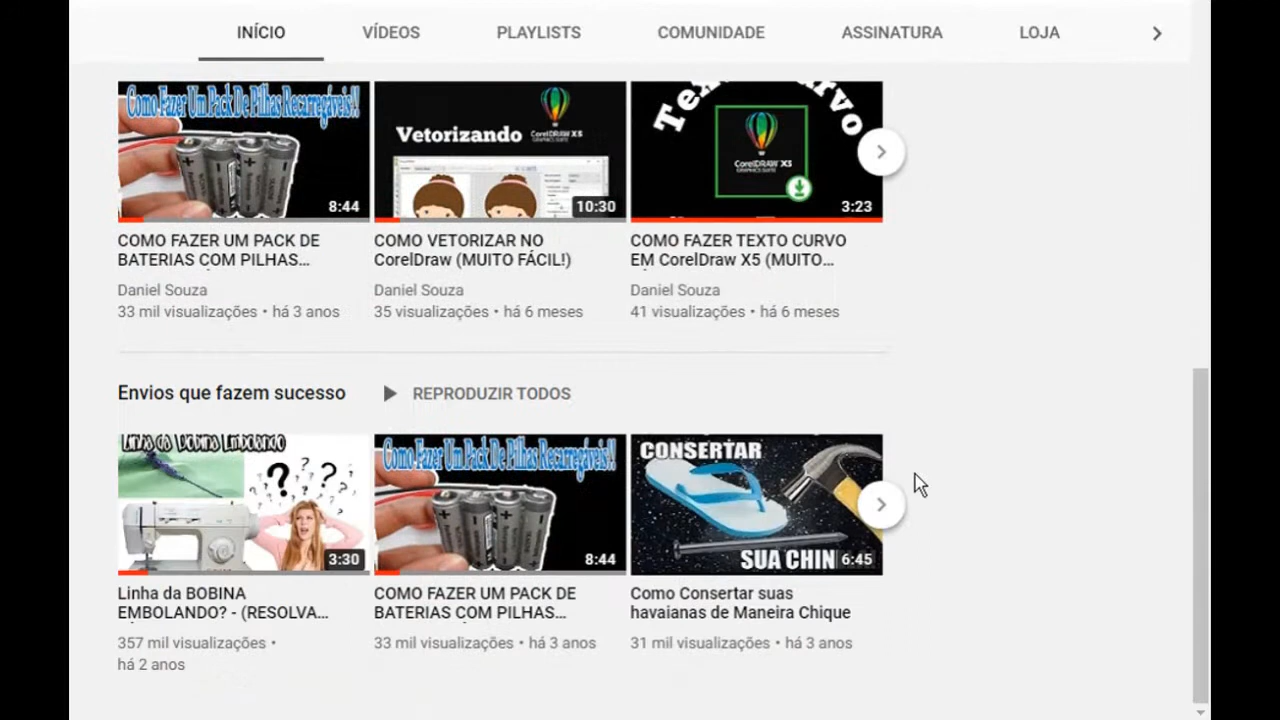 INÍCIO VÍDEOS PLAYLISTS COMUNIDADE ASSINATURA LOJA
Como Fazer Um Pack De Pilhas Recarregáveis!!
8:44
Vetorizando CorelDRAW X5
10:30
Texto Curvo
CorelDRAW X5
3:23
COMO FAZER UM PACK DE
BATERIAS COM PILHAS...
Daniel Souza
33 mil visualizações • há 3 anos
COMO VETORIZAR NO
CorelDraw (MUITO FÁCIL!)
Daniel Souza
35 visualizações • há 6 meses
COMO FAZER TEXTO CURVO
EM CorelDraw X5 (MUITO...
Daniel Souza
41 visualizações • há 6 meses
Envios que fazem sucesso REPRODUZIR TODOS
Linha da Bobina Embolando
3:30
Como Fazer Um Pack De Pilhas Recarregáveis!!
8:44
CONSERTAR
SUA CHIN
6:45
Linha da BOBINA
EMBOLANDO? - (RESOLVA...
357 mil visualizações •
há 2 anos
COMO FAZER UM PACK DE
BATERIAS COM PILHAS...
33 mil visualizações • há 3 anos
Como Consertar suas
havaianas de Maneira Chique
31 mil visualizações • há 3 anos